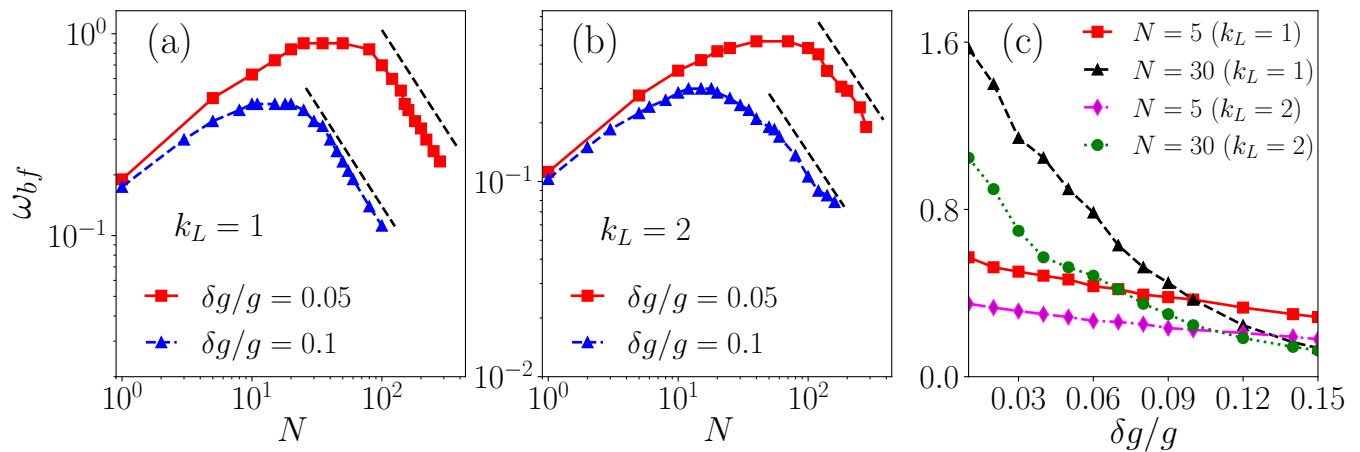 (a)
ω_{bf}
10^0
10^{-1}
k_L = 1
δg/g = 0.05
δg/g = 0.1
10^0
10^1
10^2
N
(b)
10^{-1}
10^{-2}
k_L = 2
δg/g = 0.05
δg/g = 0.1
10^0
10^1
10^2
N
(c)
N = 5 (k_L = 1)
N = 30 (k_L = 1)
N = 5 (k_L = 2)
N = 30 (k_L = 2)
1.6
0.8
0.0
0.03
0.06
0.09
0.12
0.15
δg/g